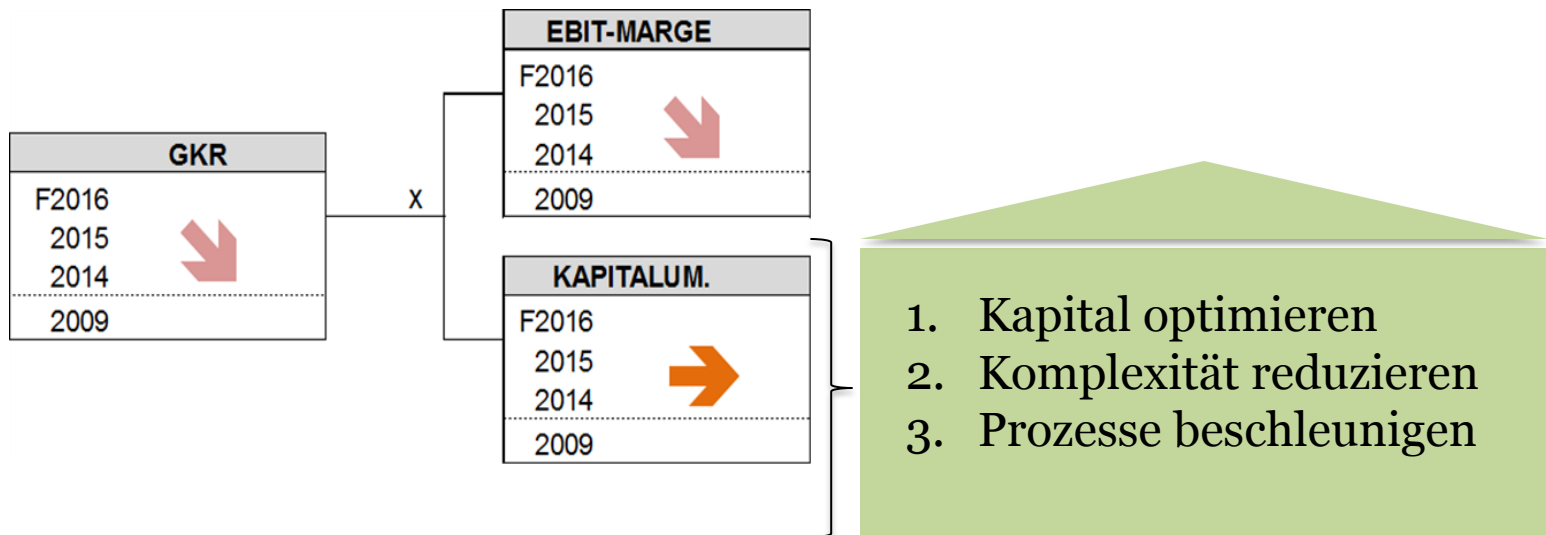 GKR
F2016
2015
2014
2009
X
EBIT-MARGE
F2016
2015
2014
2009
KAPITALUM.
F2016
2015
2014
2009
1. Kapital optimieren
2. Komplexität reduzieren
3. Prozesse beschleunigen